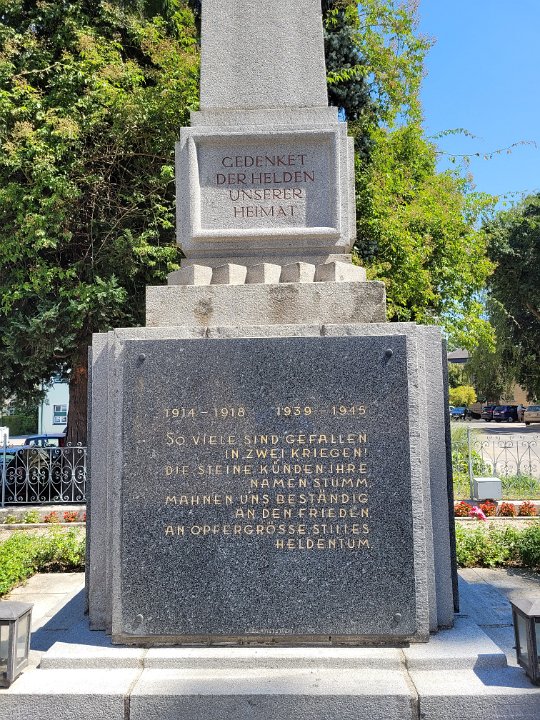 GEDENKET
DER HELDEN
UNSERER
HEIMAT
1914 - 1918 1939 - 1945
SO VIELE SIND GEFALLEN
IN ZWEI KRIEGEN!
DIE STEINE KÜNDEN IHRE
NAMEN STUMM,
MAHNEN UNS BESTÄNDIG
AN DEN FRIEDEN,
AN OPFERGRÖSSE, STILLES
HELDENTUM.